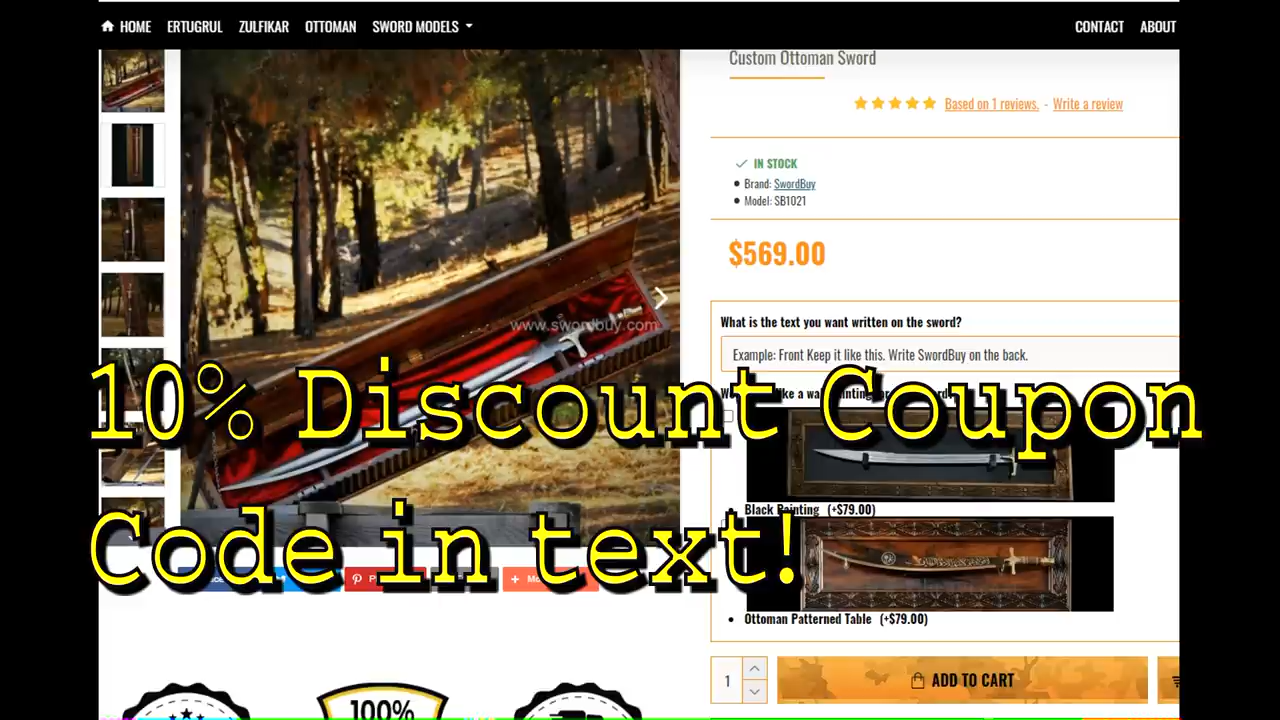 HOME ERTUGRUL ZULFIKAR OTTOMAN SWORD MODELS CONTACT ABOUT
Custom Ottoman Sword
Based on 1 reviews. - Write a review
IN STOCK
Brand: SwordBuy
Model: SB1021
$569.00
www.swordbuy.com
What is the text you want written on the sword?
Example: Front Keep it like this. Write SwordBuy on the back.
10% Discount Coupon
Code in text!
Black Painting (+$79.00)
Ottoman Patterned Table (+$79.00)
1 ADD TO CART
100%